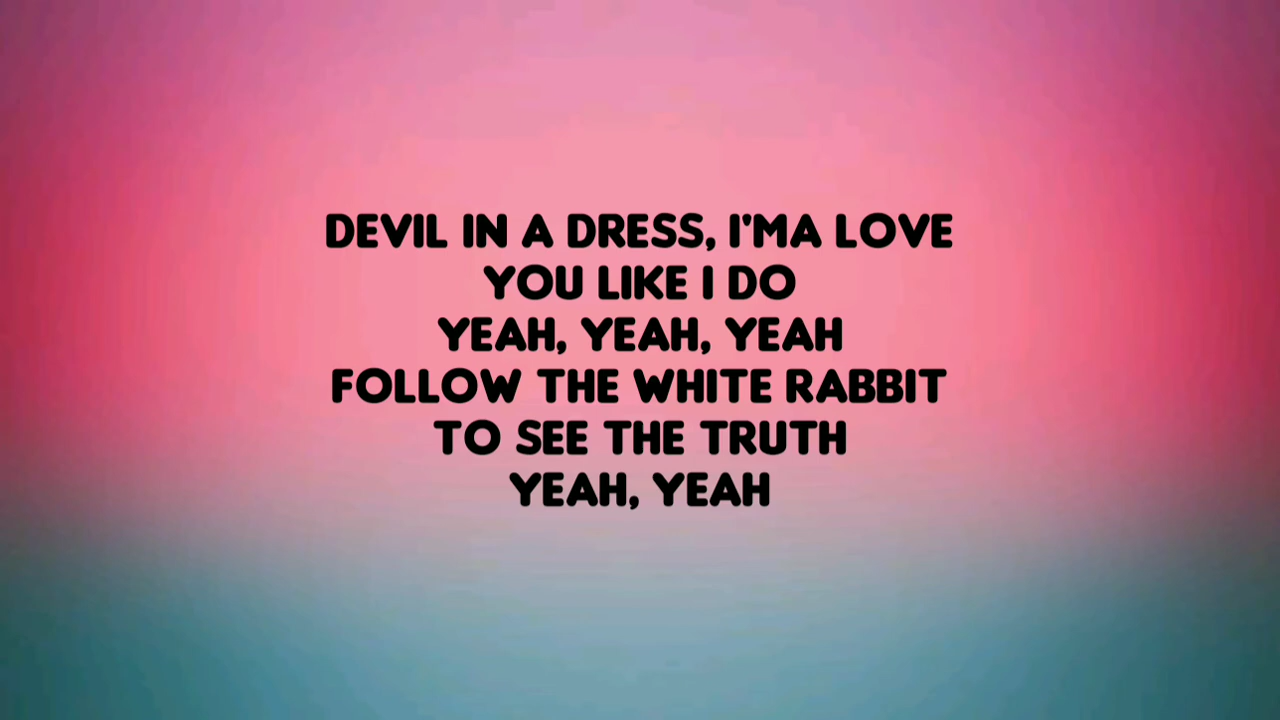 DEVIL IN A DRESS, I'MA LOVE
YOU LIKE I DO
YEAH, YEAH, YEAH
FOLLOW THE WHITE RABBIT
TO SEE THE TRUTH
YEAH, YEAH